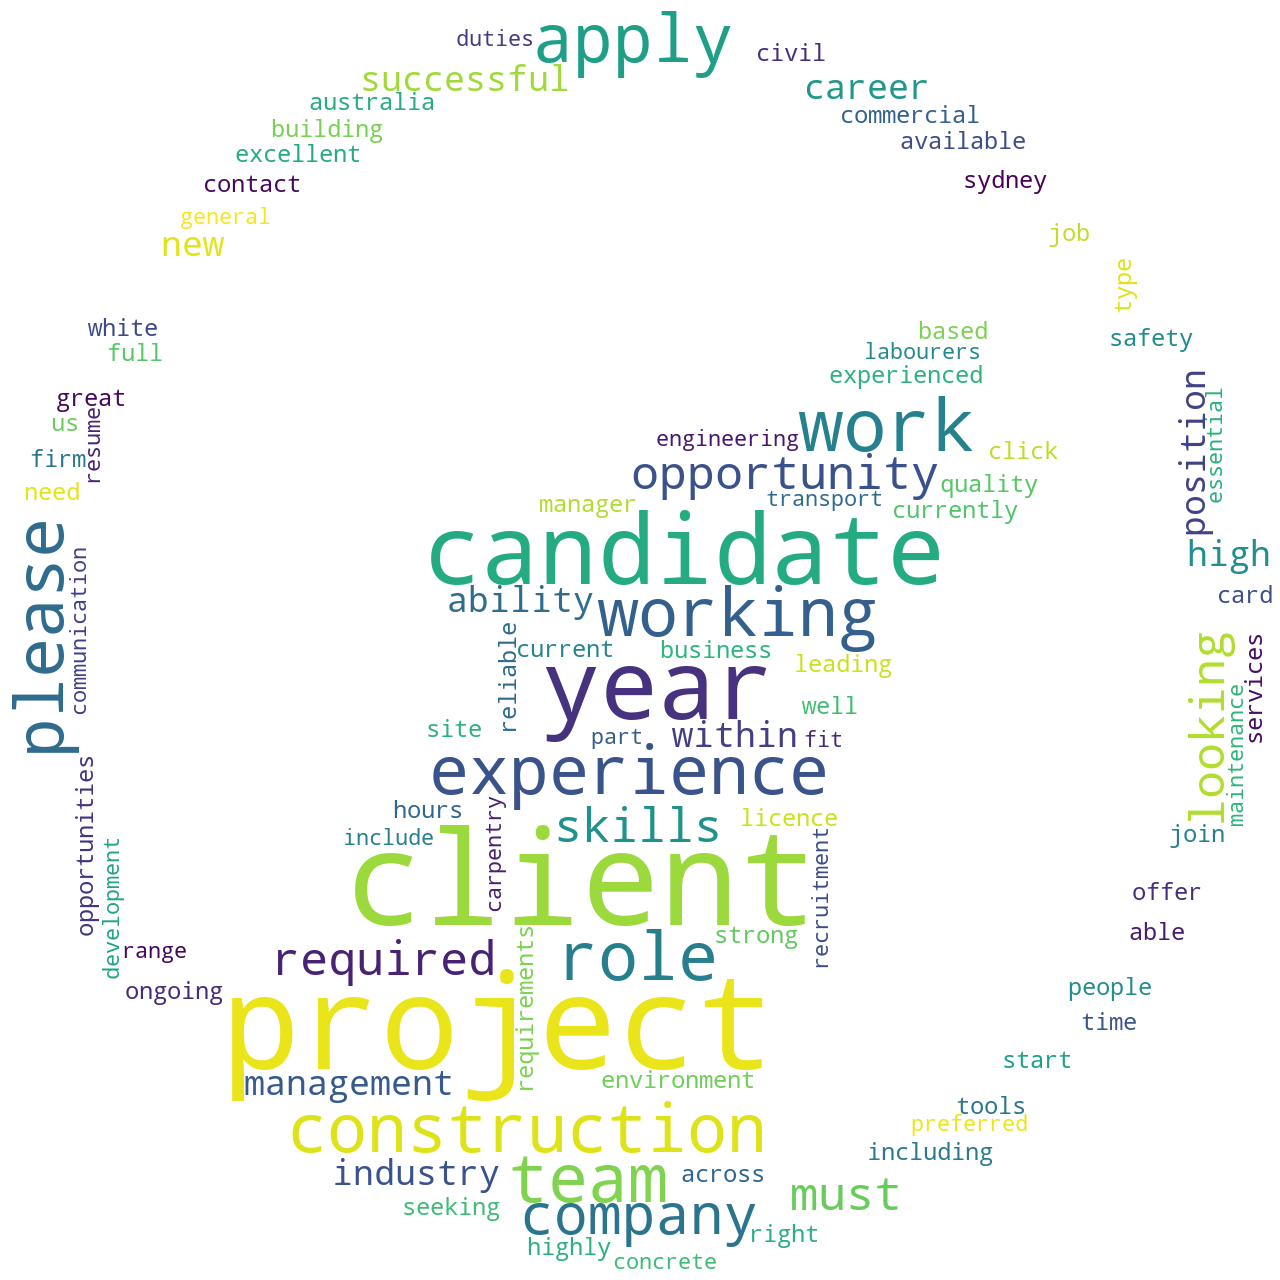 duties
apply
civil
successful
career
australia
commercial
building
available
excellent
contact
sydney
general
new
job
type
white
based
safety
full
labourers
experienced
great
position
essential
us
resume
work
engineering
click
firm
opportunity
need
manager
transport
quality
currently
please
communication
candidate
high
ability
working
card
reliable
current
business
year
leading
looking
services
maintenance
site
well
part
within
fit
opportunities
experience
hours
carpentry
skills
licence
recruitment
include
join
development
client
offer
range
required
role
strong
able
ongoing
project
requirements
people
time
management
environment
start
construction
tools
preferred
industry
team
across
including
seeking
company
must
highly
right
concrete